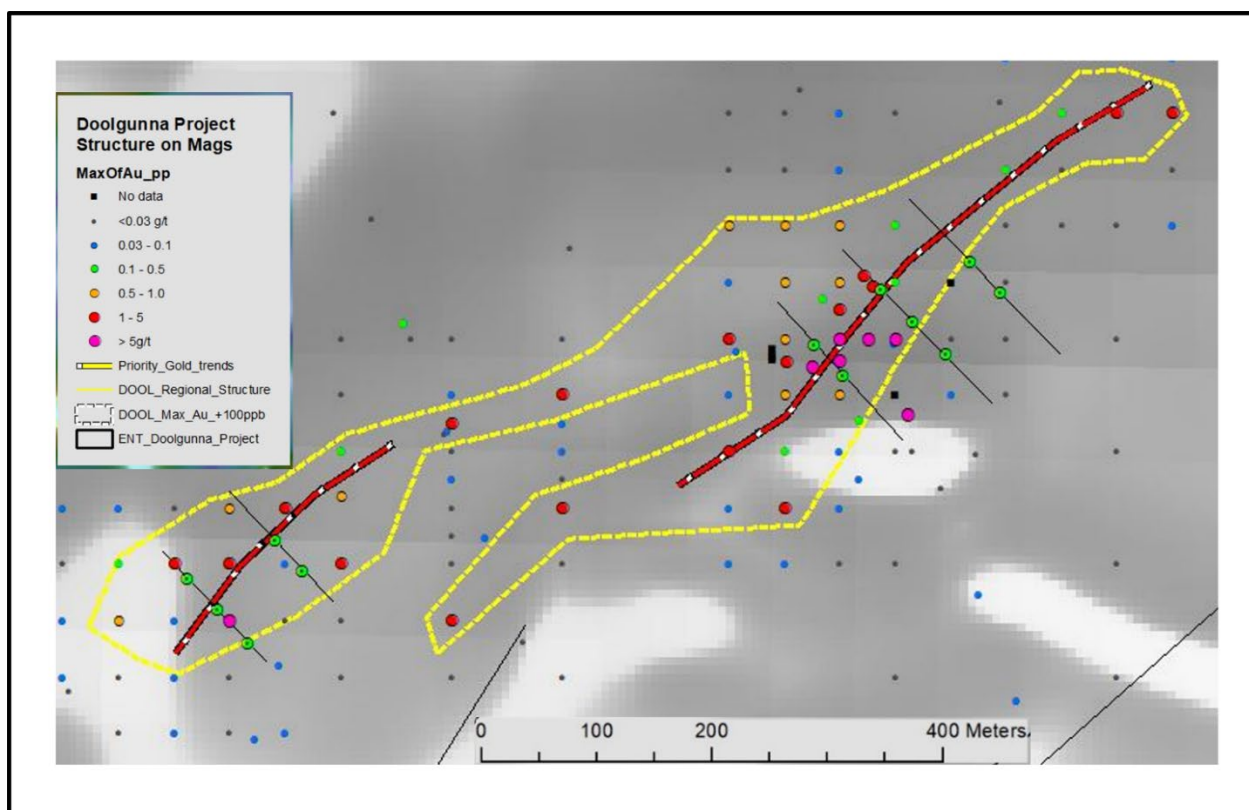 Doolgunna Project
Structure on Mags
MaxOfAu_pp
No data
<0.03 g/t
0.03 - 0.1
0.1 - 0.5
0.5 - 1.0
1 - 5
> 5g/t
Priority_Gold_trends
DOOL_Regional_Structure
DOOL_Max_Au_+100ppb
ENT_Doolgunna_Project
0 100 200 400 Meters